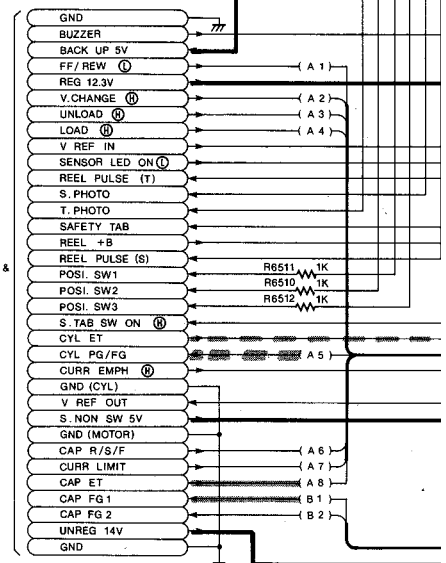 GND
BUZZER
BACK UP 5V
FF/REW Ⓛ ( A 1 )
REG 12.3V
V.CHANGE Ⓗ ( A 2 )
UNLOAD Ⓗ ( A 3 )
LOAD Ⓗ ( A 4 )
V REF IN
SENSOR LED ON Ⓛ
REEL PULSE (T)
S.PHOTO
T.PHOTO
SAFETY TAB
REEL +B
REEL PULSE (S)
POSI. SW1 R6511 1K
POSI. SW2 R6510 1K
POSI. SW3 R6512 1K
S.TAB SW ON Ⓗ
CYL ET
CYL PG/FG ( A 5 )
CURR EMPH Ⓗ
GND (CYL)
V REF OUT
S.NON SW 5V
GND (MOTOR)
CAP R/S/F ( A 6 )
CURR LIMIT ( A 7 )
CAP ET ( A 8 )
CAP FG1 ( B 1 )
CAP FG2 ( B 2 )
UNREG 14V
GND
&